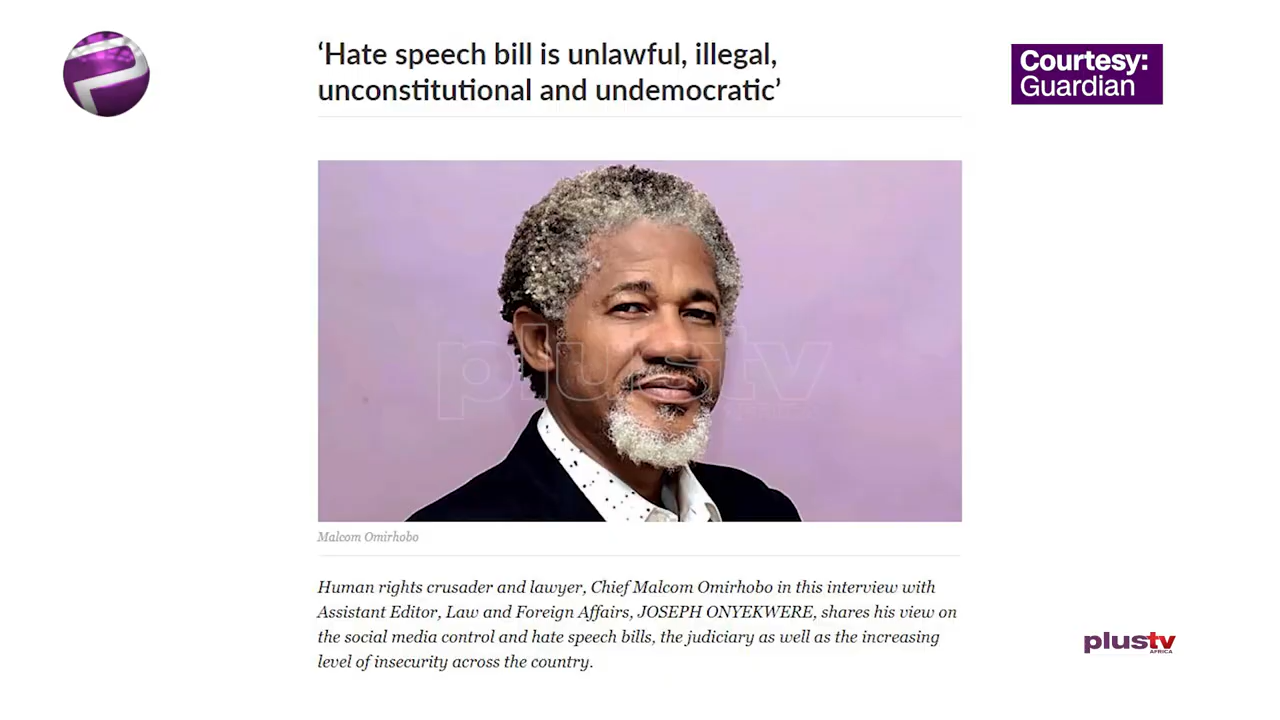 ‘Hate speech bill is unlawful, illegal,
unconstitutional and undemocratic’
Courtesy:
Guardian
plustv
Malcom Omirhobo
Human rights crusader and lawyer, Chief Malcom Omirhobo in this interview with
Assistant Editor, Law and Foreign Affairs, JOSEPH ONYEKWERE, shares his view on
the social media control and hate speech bills, the judiciary as well as the increasing
level of insecurity across the country.
plustv
AFRICA